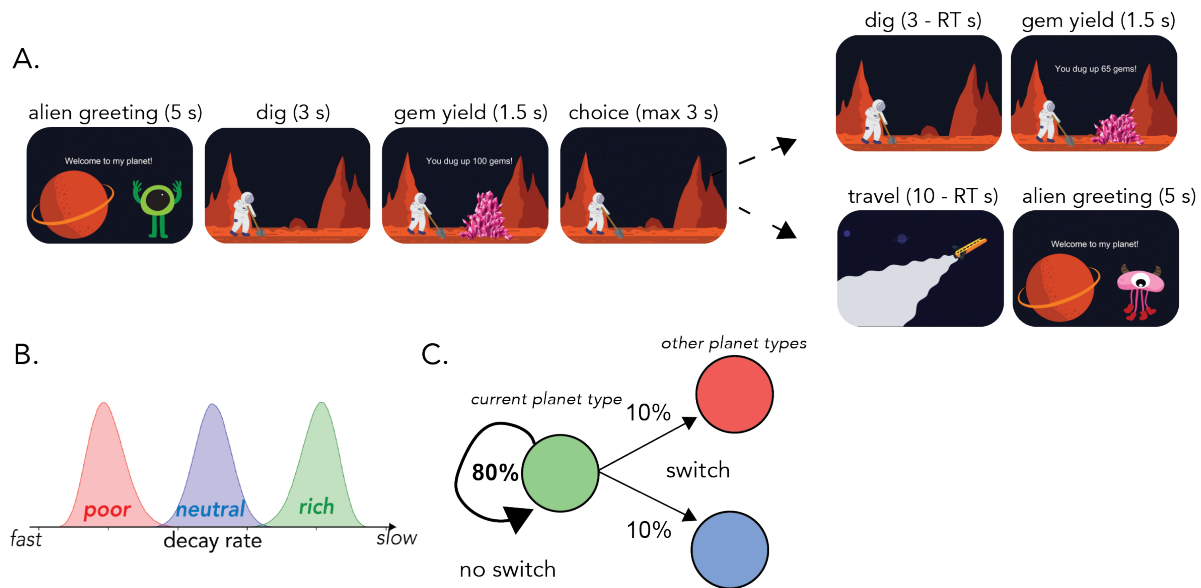 A.
alien greeting (5 s)
Welcome to my planet!
dig (3 s)
gem yield (1.5 s)
You dug up 100 gems!
choice (max 3 s)
dig (3 - RT s)
gem yield (1.5 s)
You dug up 65 gems!
travel (10 - RT s)
alien greeting (5 s)
Welcome to my planet!
B.
poor
neutral
rich
fast
decay rate
slow
C.
current planet type
other planet types
80%
10%
switch
10%
no switch